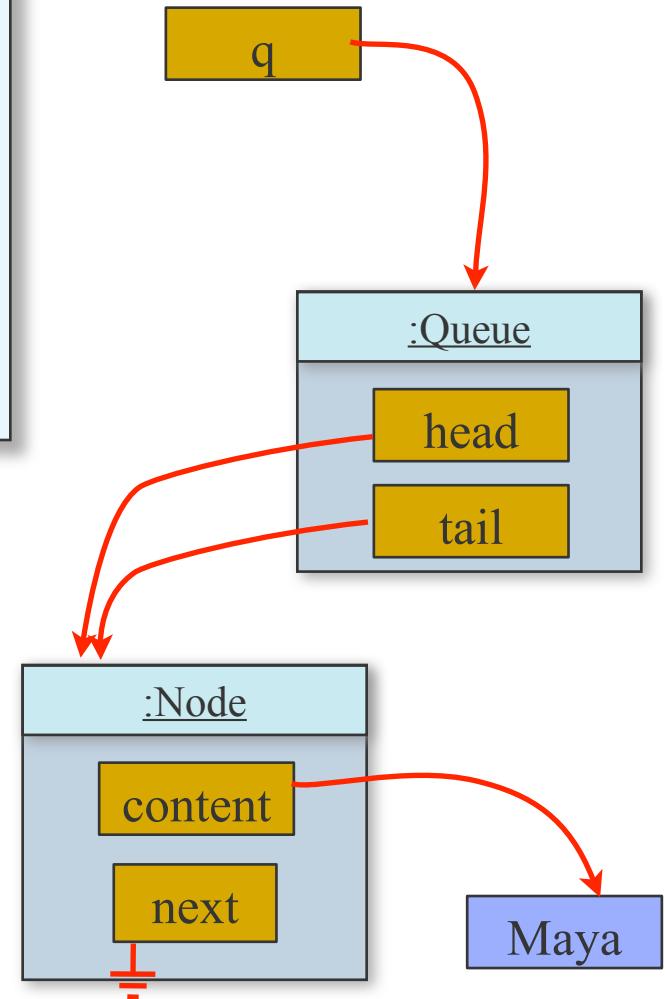 q
:Queue
head
tail
:Node
content
next
Maya